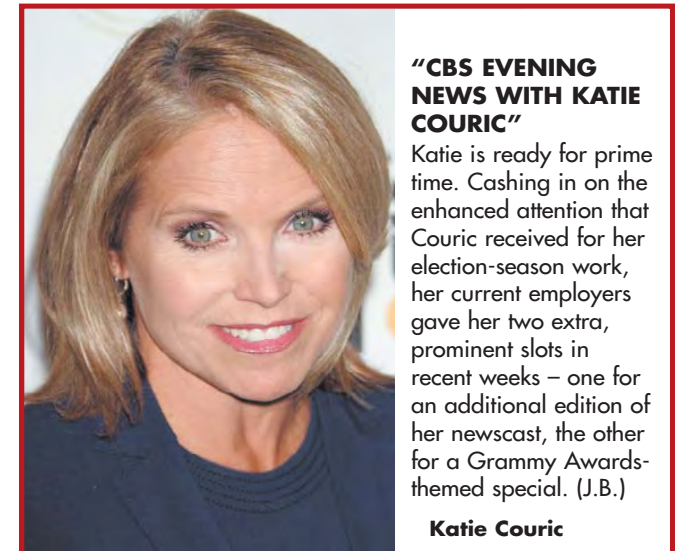 “CBS EVENING
NEWS WITH KATIE
COURIC”
Katie is ready for prime
time. Cashing in on the
enhanced attention that
Couric received for her
election-season work,
her current employers
gave her two extra,
prominent slots in
recent weeks – one for
an additional edition of
her newscast, the other
for a Grammy Awards-
themed special. (J.B.)
Katie Couric